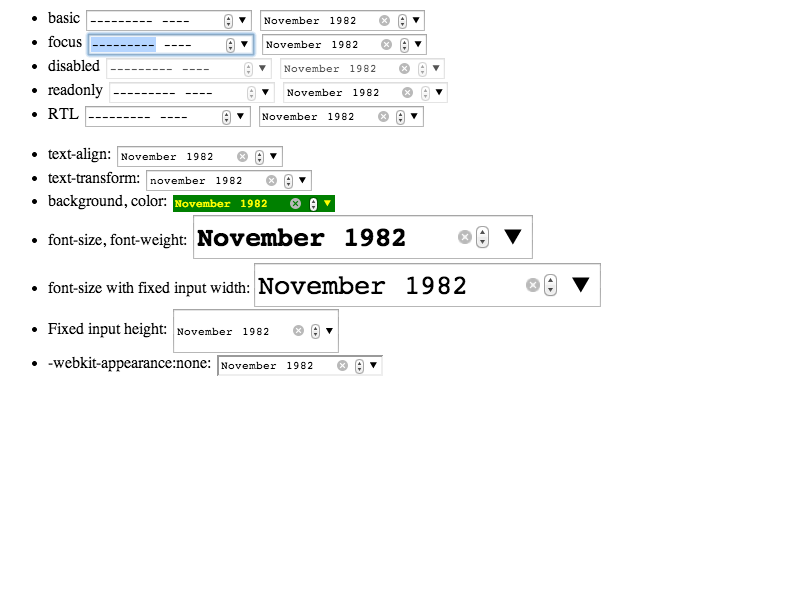 basic --------- ---- November 1982
focus --------- ---- November 1982
disabled --------- ---- November 1982
readonly --------- ---- November 1982
RTL --------- ---- November 1982
text-align: November 1982
text-transform: november 1982
background, color: November 1982
font-size, font-weight: November 1982
font-size with fixed input width: November 1982
Fixed input height: November 1982
-webkit-appearance:none: November 1982